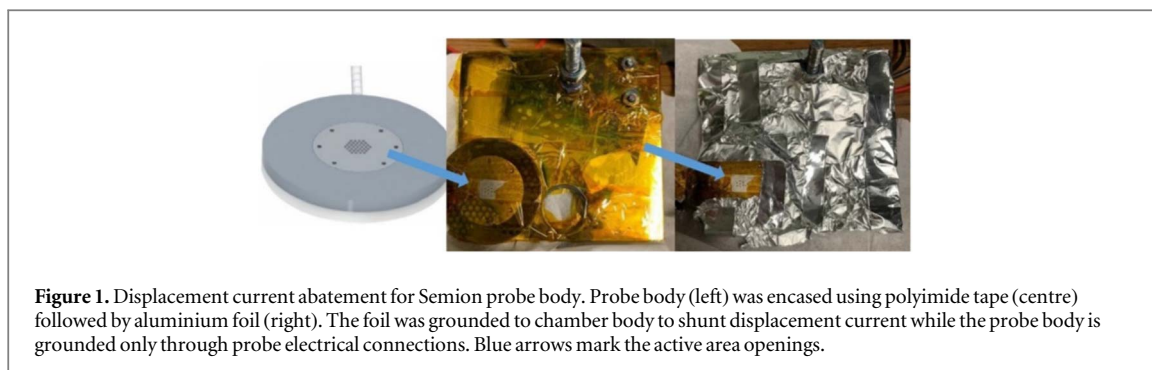 Figure 1. Displacement current abatement for Semion probe body. Probe body (left) was encased using polyimide tape (centre)
followed by aluminium foil (right). The foil was grounded to chamber body to shunt displacement current while the probe body is
grounded only through probe electrical connections. Blue arrows mark the active area openings.